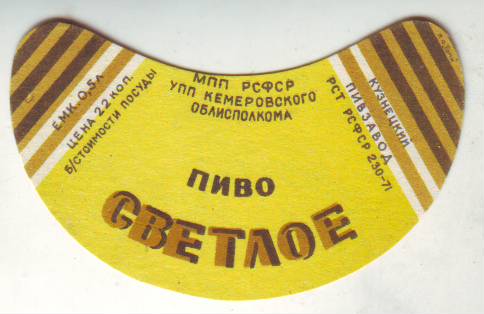 ЕМК. 0,5л
ЦЕНА 22 КОП.
Б/СТОИМОСТИ ПОСУДЫ
МПП РСФСР
УПП КЕМЕРОВСКОГО
ОБЛИСПОЛКОМА
КУЗНЕЦКИЙ
ПИВЗАВОД
РСТ РСФСР 230-71
ПИВО
СВЕТЛОЕ